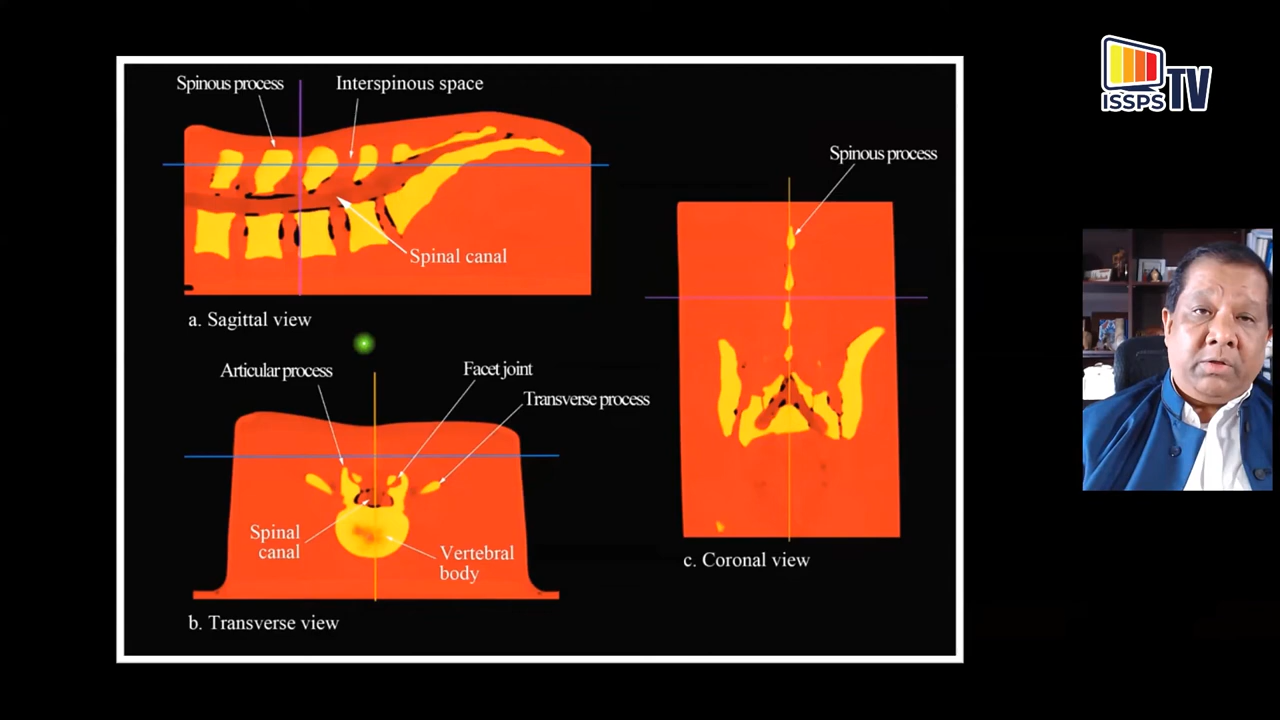 Spinous process
Interspinous space
Spinal canal
a. Sagittal view
Articular process
Facet joint
Transverse process
Spinal
canal
Vertebral
body
b. Transverse view
Spinous process
c. Coronal view
ISSPS TV